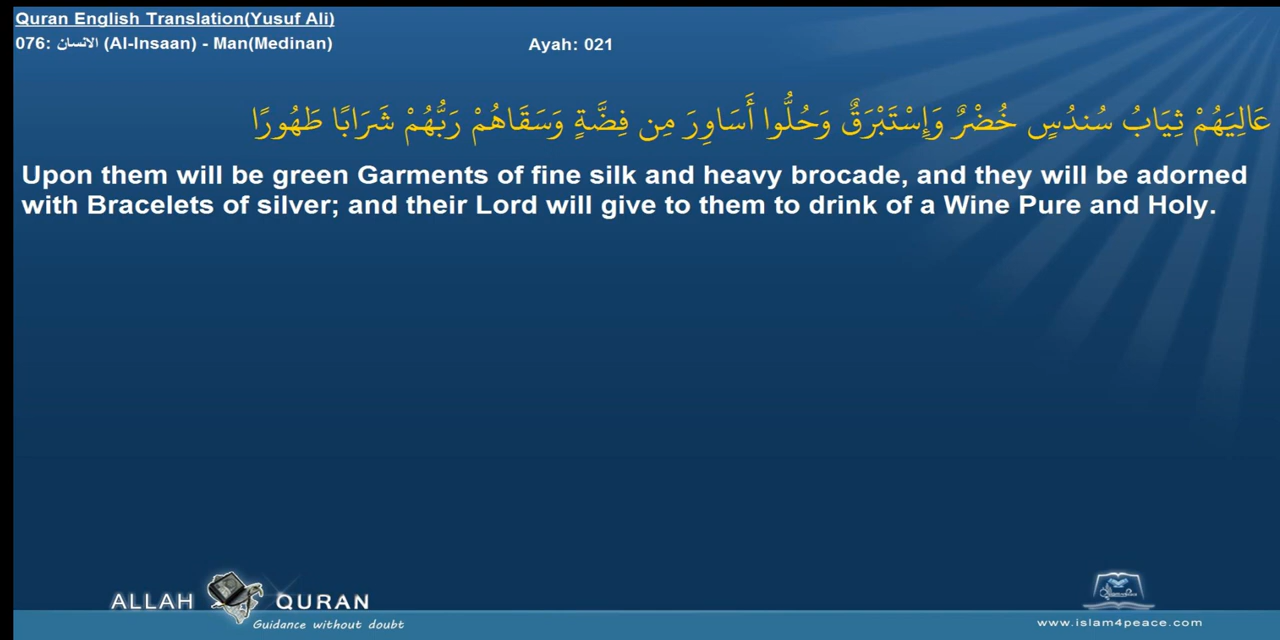 Quran English Translation(Yusuf Ali)
076: الانسان (Al-Insaan) - Man(Medinan)
Ayah: 021
عَالِيَهُمْ ثِيَابُ سُندُسٍ خُضْرٌ وَإِسْتَبْرَقٌ وَحُلُّوا أَسَاوِرَ مِن فِضَّةٍ وَسَقَاهُمْ رَبُّهُمْ شَرَابًا طَهُورًا
Upon them will be green Garments of fine silk and heavy brocade, and they will be adorned
with Bracelets of silver; and their Lord will give to them to drink of a Wine Pure and Holy.
ALLAH QURAN
Guidance without doubt
www.islam4peace.com